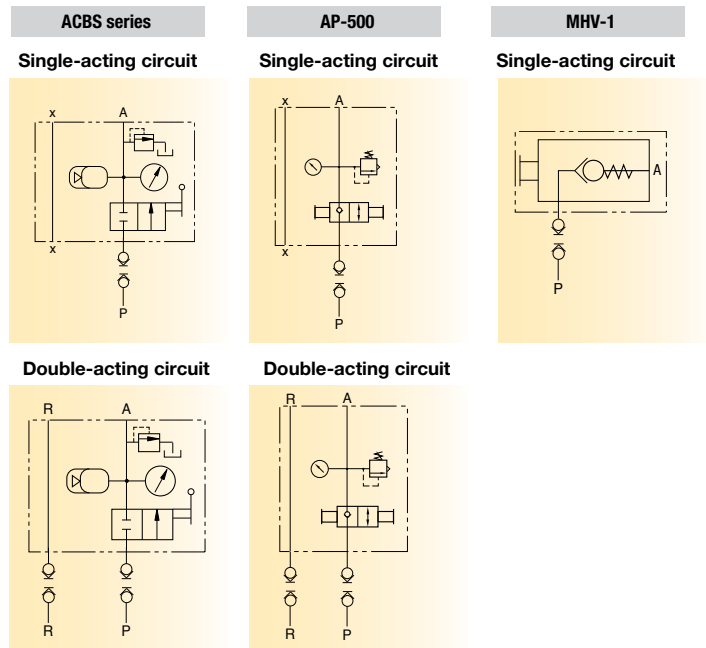 ACBS series
AP-500
MHV-1
Single-acting circuit
Single-acting circuit
Single-acting circuit
x
A
x
P
x
A
x
P
A
P
Double-acting circuit
Double-acting circuit
R
A
R
P
R
A
R
P